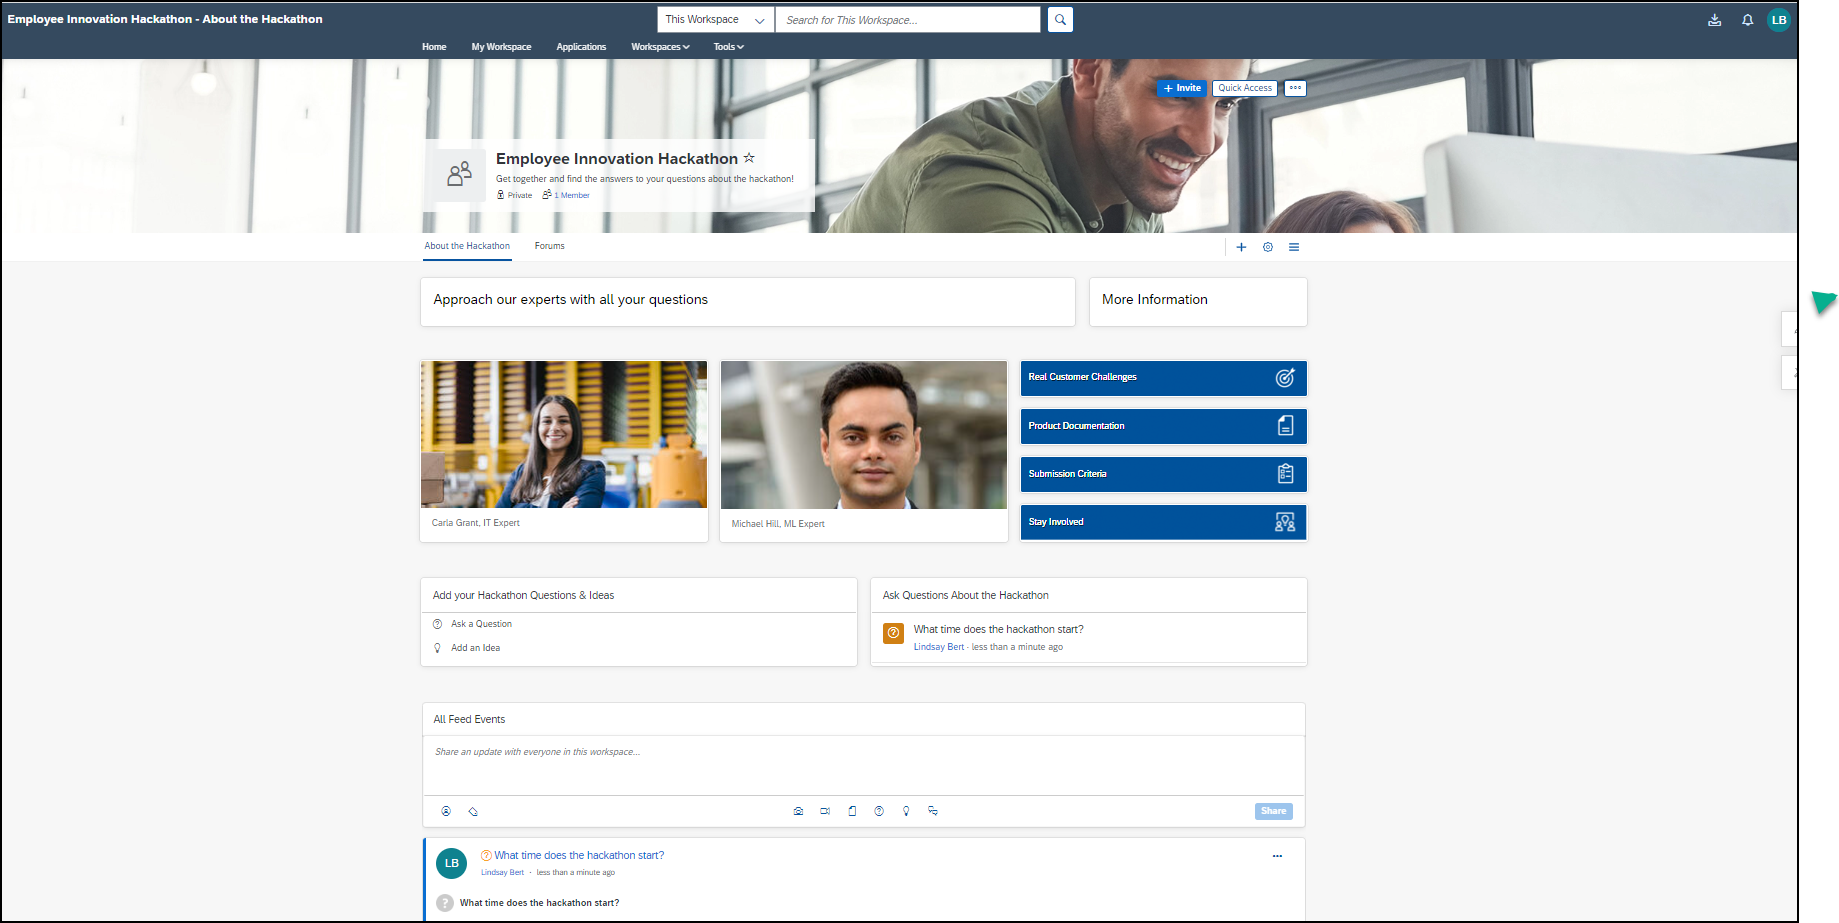 Employee Innovation Hackathon - About the Hackathon
This Workspace
Search for This Workspace...
LB
Home My Workspace Applications Workspaces Tools
Invite Quick Access
Employee Innovation Hackathon
Get together and find the answers to your questions about the hackathon!
Private 1 Member
About the Hackathon Forums
Approach our experts with all your questions
More Information
Carla Grant, IT Expert
Michael Hill, ML Expert
Real Customer Challenges
Product Documentation
Submission Criteria
Stay Involved
Add your Hackathon Questions & Ideas
Ask a Question
Add an Idea
Ask Questions About the Hackathon
What time does the hackathon start?
Lindsay Bert · less than a minute ago
All Feed Events
Share an update with everyone in this workspace...
Share
LB
What time does the hackathon start?
Lindsay Bert · less than a minute ago
What time does the hackathon start?